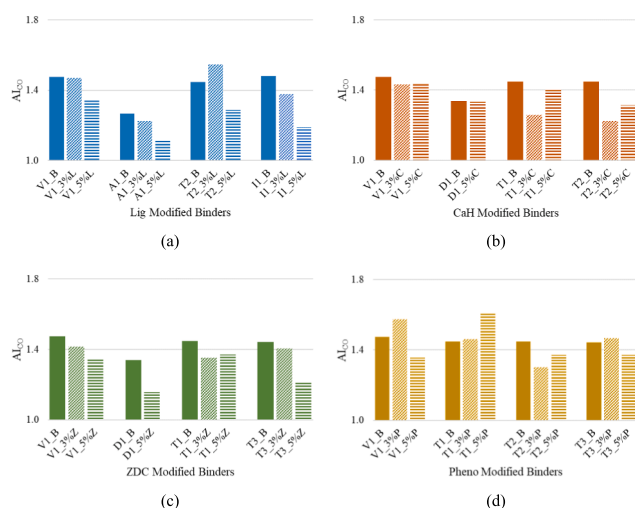 1.8
1.4
1.0
AI_CO
V1_B
V1_3%L
V1_5%L
A1_B
A1_3%L
A1_5%L
T2_B
T2_3%L
T2_5%L
I1_B
I1_3%L
I1_5%L
Lig Modified Binders
(a)
1.8
1.4
1.0
AI_CO
V1_B
V1_3%C
V1_5%C
D1_B
D1_5%C
T1_B
T1_3%C
T1_5%C
T2_B
T2_3%C
T2_5%C
CaH Modified Binders
(b)
1.8
1.4
1.0
AI_CO
V1_B
V1_3%Z
V1_5%Z
D1_B
D1_5%Z
T1_B
T1_3%Z
T1_5%Z
T3_B
T3_3%Z
T3_5%Z
ZDC Modified Binders
(c)
1.8
1.4
1.0
AI_CO
V1_B
V1_3%P
V1_5%P
T1_B
T1_3%P
T1_5%P
T2_B
T2_3%P
T2_5%P
T3_B
T3_3%P
T3_5%P
Pheno Modified Binders
(d)